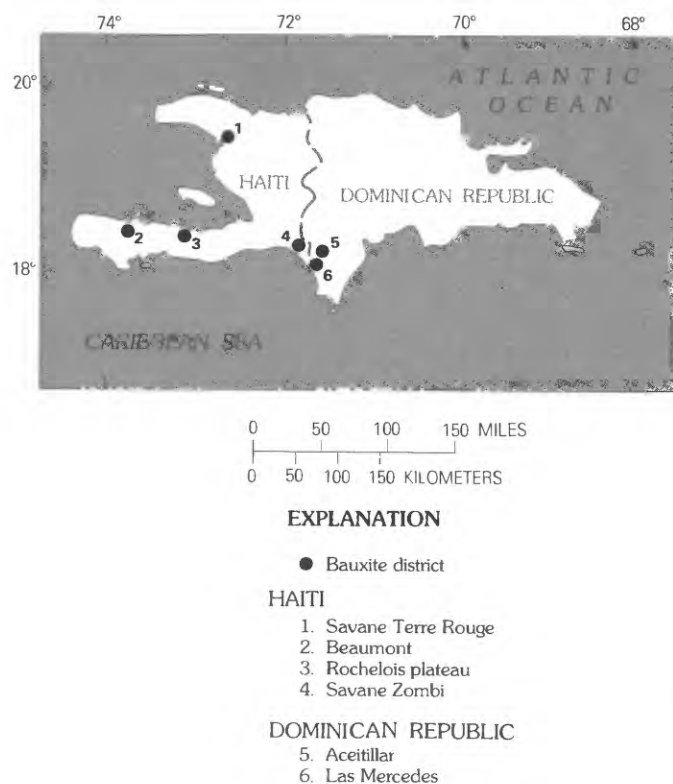 74° 72° 70° 68°
20°
ATLANTIC
OCEAN
1
HAITI
DOMINICAN REPUBLIC
2 3 4 5
6
18°
CARIBBEAN SEA
0 50 100 150 MILES
0 50 100 150 KILOMETERS
EXPLANATION
Bauxite district
HAITI
1. Savane Terre Rouge
2. Beaumont
3. Rochelois plateau
4. Savane Zombi
DOMINICAN REPUBLIC
5. Aceitillar
6. Las Mercedes